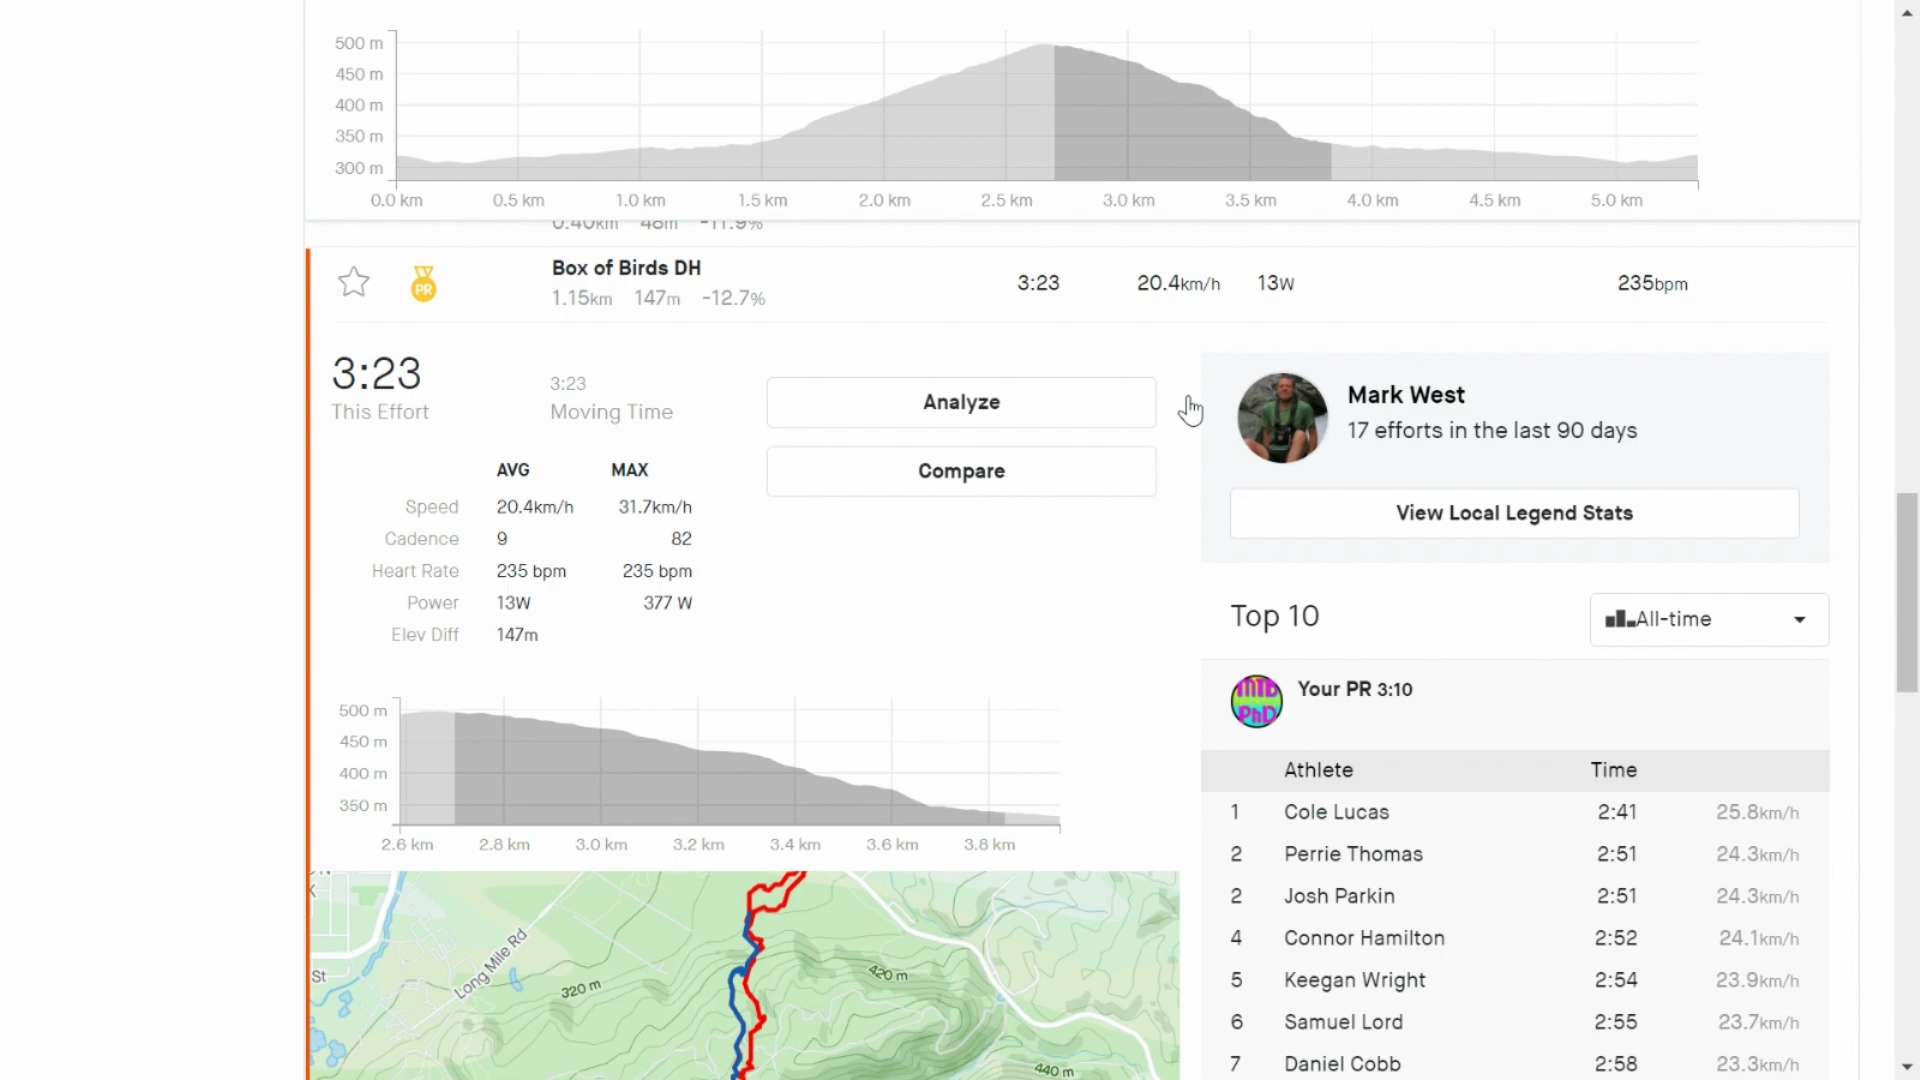 500 m
450 m
400 m
350 m
300 m
0.0 km 0.5 km 1.0 km 1.5 km 2.0 km 2.5 km 3.0 km 3.5 km 4.0 km 4.5 km 5.0 km
0.40km 48m -11.9%
Box of Birds DH
1.15km 147m -12.7%
3:23 20.4km/h 13W 235bpm
PR
3:23
This Effort
3:23
Moving Time
Analyze
Compare
AVG MAX
Speed 20.4km/h 31.7km/h
Cadence 9 82
Heart Rate 235 bpm 235 bpm
Power 13W 377 W
Elev Diff 147m
500 m
450 m
400 m
350 m
2.6 km 2.8 km 3.0 km 3.2 km 3.4 km 3.6 km 3.8 km
St
Long Mile Rd
320 m
420 m
440 m
Mark West
17 efforts in the last 90 days
View Local Legend Stats
Top 10
All-time
MTB
PhD
Your PR 3:10
Athlete Time
1 Cole Lucas 2:41 25.8km/h
2 Perrie Thomas 2:51 24.3km/h
2 Josh Parkin 2:51 24.3km/h
4 Connor Hamilton 2:52 24.1km/h
5 Keegan Wright 2:54 23.9km/h
6 Samuel Lord 2:55 23.7km/h
7 Daniel Cobb 2:58 23.3km/h